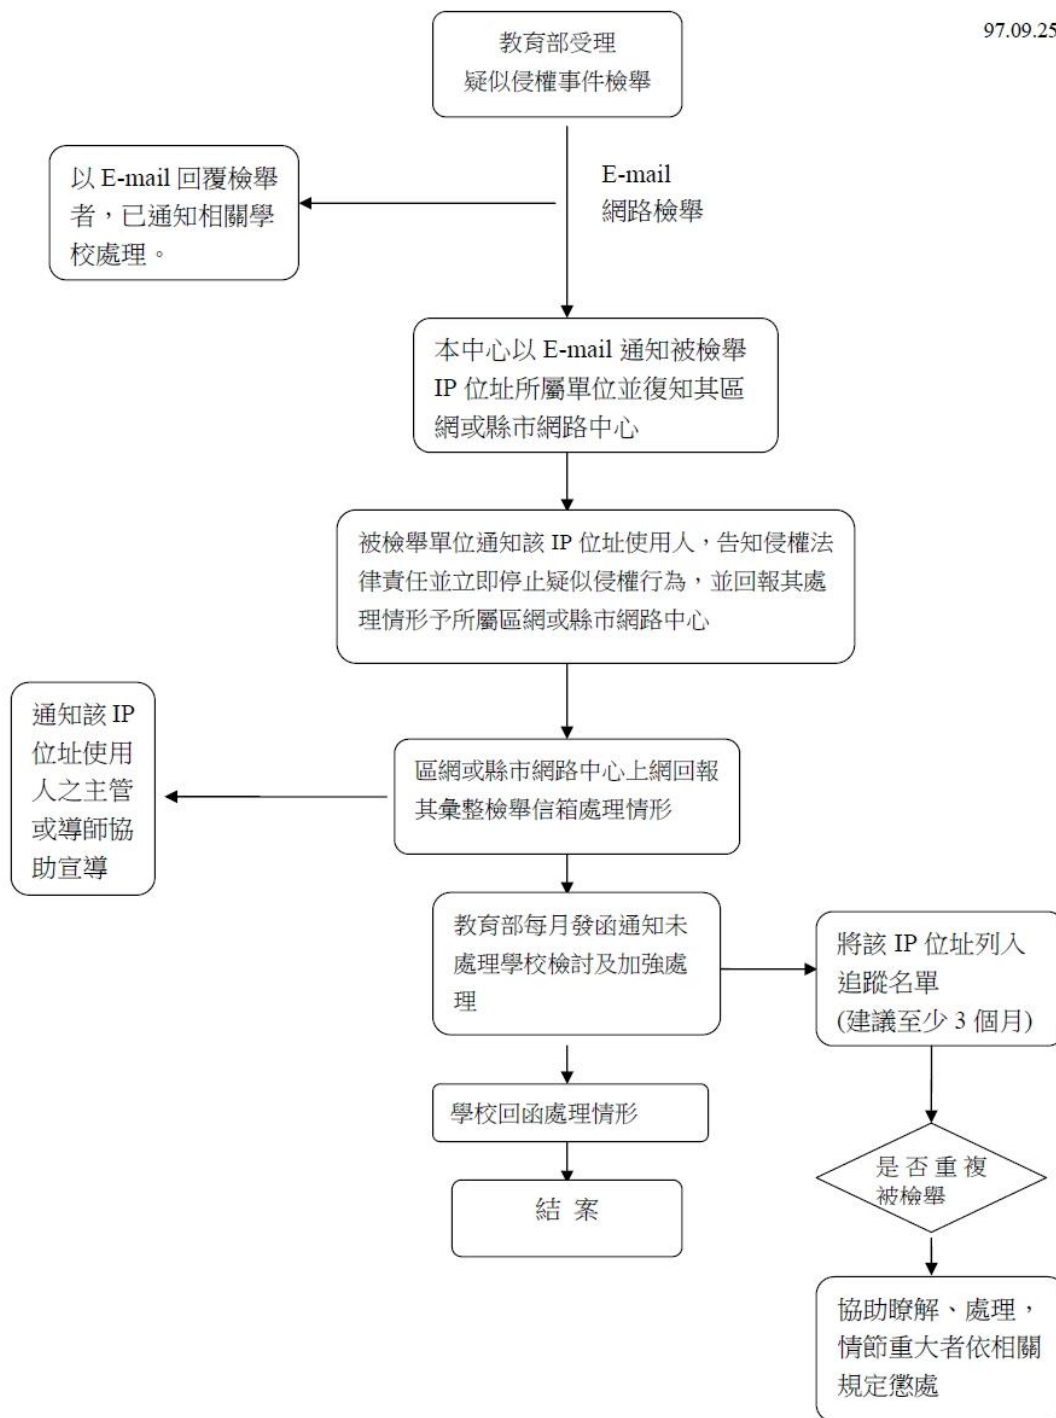 97.09.25
教育部受理
疑似侵權事件檢舉
E-mail
網路檢舉
以 E-mail 回覆檢舉
者，已通知相關學
校處理。
本中心以 E-mail 通知被檢舉
IP 位址所屬單位並復知其區
網或縣市網路中心
被檢舉單位通知該 IP 位址使用人，告知侵權法
律責任並立即停止疑似侵權行為，並回報其處
理情形予所屬區網或縣市網路中心
區網或縣市網路中心上網回報
其彙整檢舉信箱處理情形
通知該 IP
位址使用
人之主管
或導師協
助宣導
教育部每月發函通知未
處理學校檢討及加強處
理
將該 IP 位址列入
追蹤名單
(建議至少 3 個月)
學校回函處理情形
是否重複
被檢舉
結 案
協助瞭解、處理，
情節重大者依相關
規定懲處